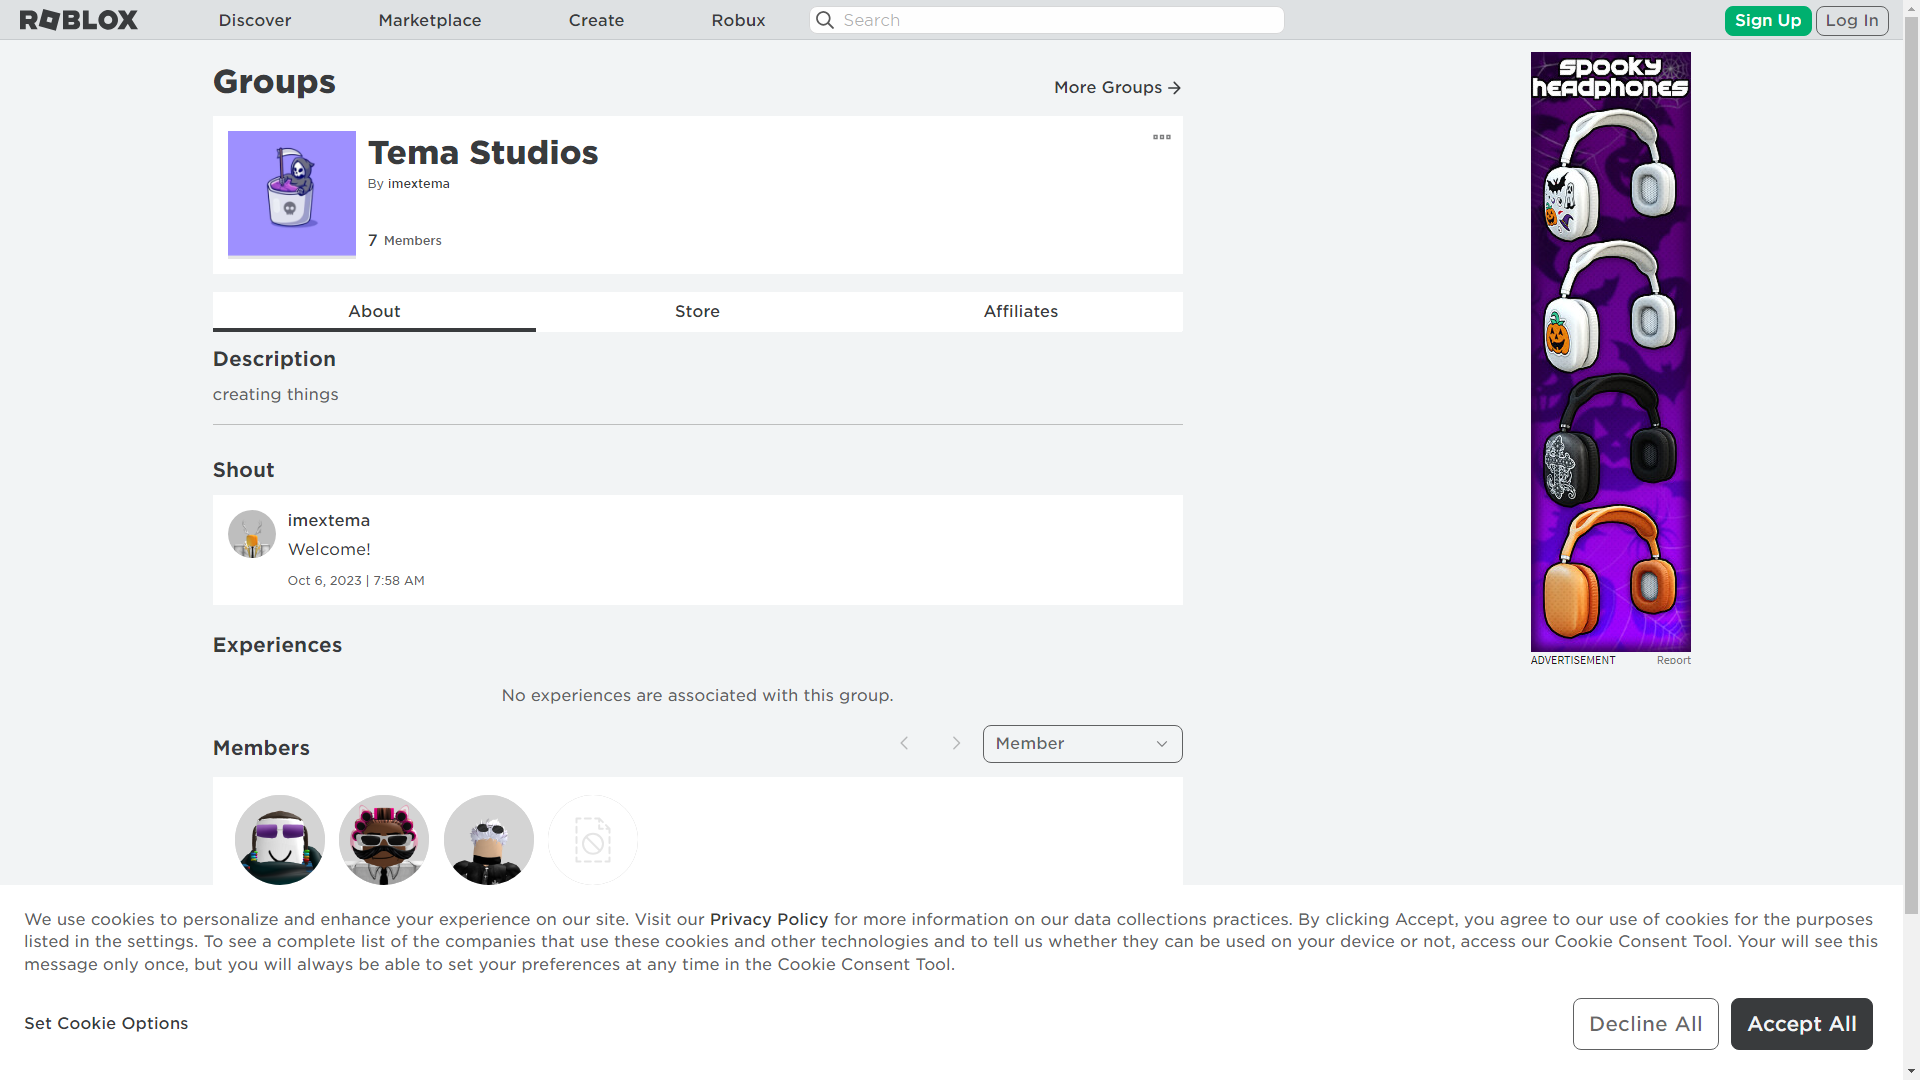 ROBLOX
Discover
Marketplace
Create
Robux
Search
Sign Up
Log In
Groups
More Groups
Tema Studios
By imextema
7 Members
About
Store
Affiliates
Description
creating things
Shout
imextema
Welcome!
Oct 6, 2023 | 7:58 AM
Experiences
No experiences are associated with this group.
Members
Member
spooky
headphones
ADVERTISEMENT
Report
We use cookies to personalize and enhance your experience on our site. Visit our Privacy Policy for more information on our data collections practices. By clicking Accept, you agree to our use of cookies for the purposes
listed in the settings. To see a complete list of the companies that use these cookies and other technologies and to tell us whether they can be used on your device or not, access our Cookie Consent Tool. Your will see this
message only once, but you will always be able to set your preferences at any time in the Cookie Consent Tool.
Set Cookie Options
Decline All
Accept All